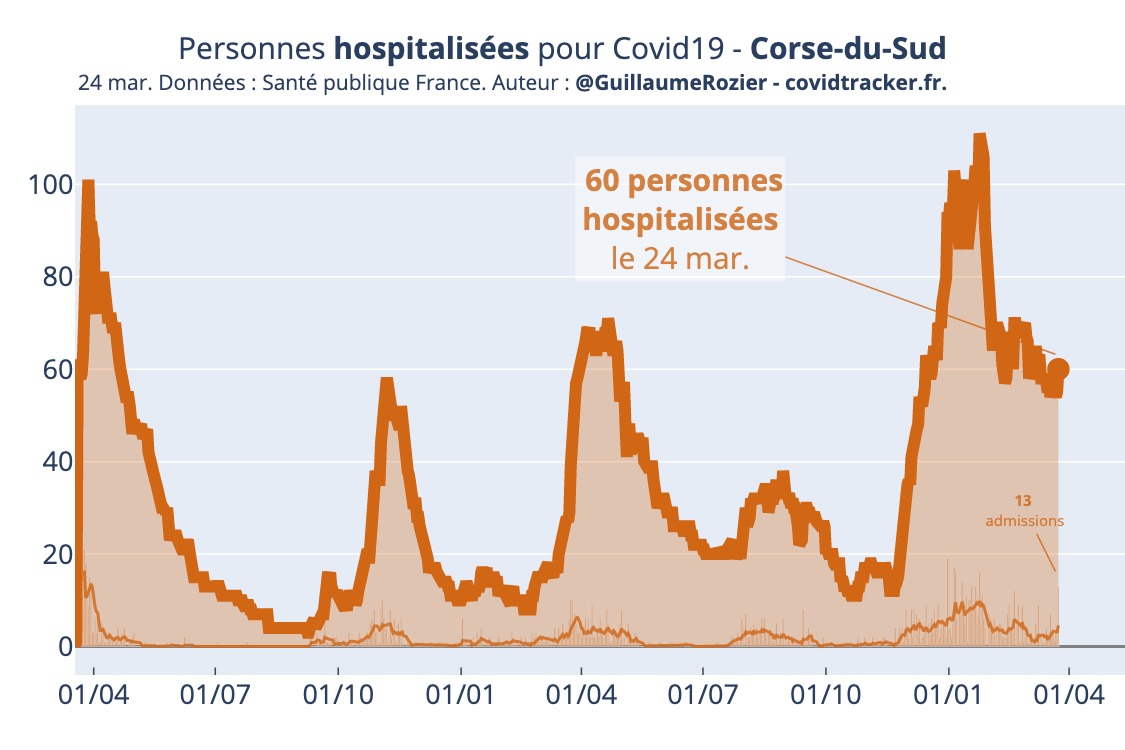 Personnes hospitalisées pour Covid19 - Corse-du-Sud
24 mar. Données : Santé publique France. Auteur : @GuillaumeRozier - covidtracker.fr.
60 personnes
hospitalisées
le 24 mar.
100
80
60
40
20
0
13
admissions
01/04 01/07 01/10 01/01 01/04 01/07 01/10 01/01 01/04